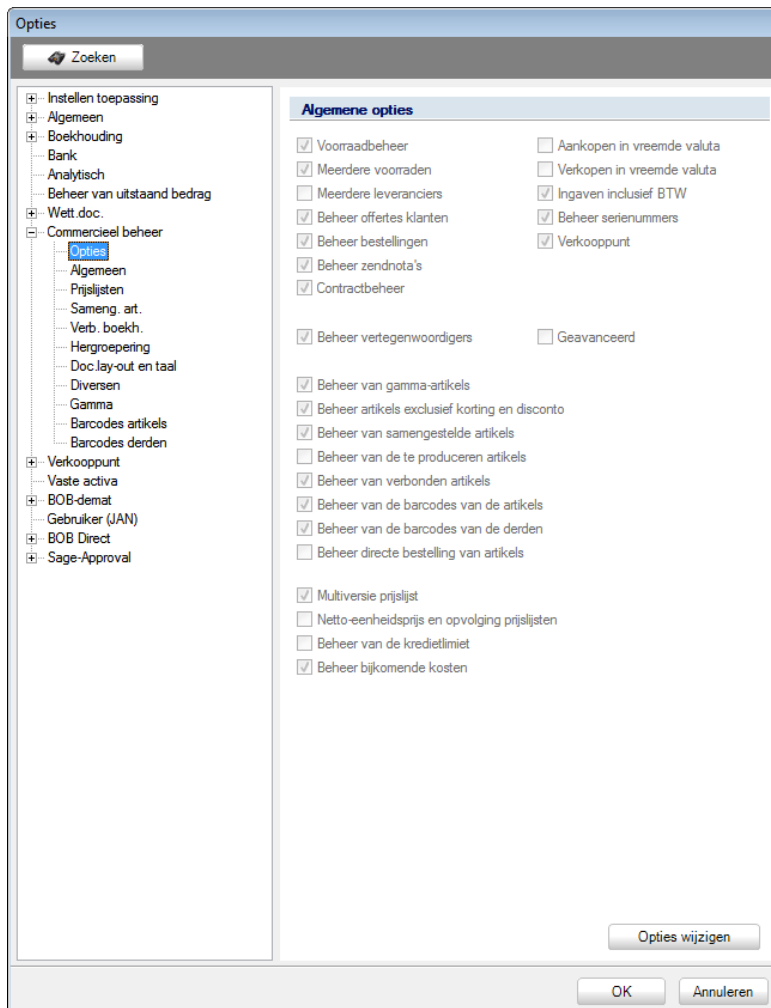 Opties
Zoeken
Instellen toepassing
Algemeen
Boekhouding
Bank
Analytisch
Beheer van uitstaand bedrag
Wett.doc.
Commercieel beheer
Opties
Algemeen
Prijslijsten
Sameng. art.
Verb. boekh.
Hergroepering
Doc.lay-out en taal
Diversen
Gamma
Barcodes artikels
Barcodes derden
Verkooppunt
Vaste activa
BOB-demat
Gebruiker (JAN)
BOB Direct
Sage-Approval
Algemene opties
Voorraadbeheer
Meerdere voorraden
Meerdere leveranciers
Beheer offertes klanten
Beheer bestellingen
Beheer zendnota's
Contractbeheer
Aankopen in vreemde valuta
Verkopen in vreemde valuta
Ingaven inclusief BTW
Beheer serienummers
Verkooppunt
Beheer vertegenwoordigers
Geavanceerd
Beheer van gamma-artikels
Beheer artikels exclusief korting en disconto
Beheer van samengestelde artikels
Beheer van de te produceren artikels
Beheer van verbonden artikels
Beheer van de barcodes van de artikels
Beheer van de barcodes van de derden
Beheer directe bestelling van artikels
Multiversie prijslijst
Netto-eenheidsprijs en opvolging prijslijsten
Beheer van de kredietlimiet
Beheer bijkomende kosten
Opties wijzigen
OK
Annuleren